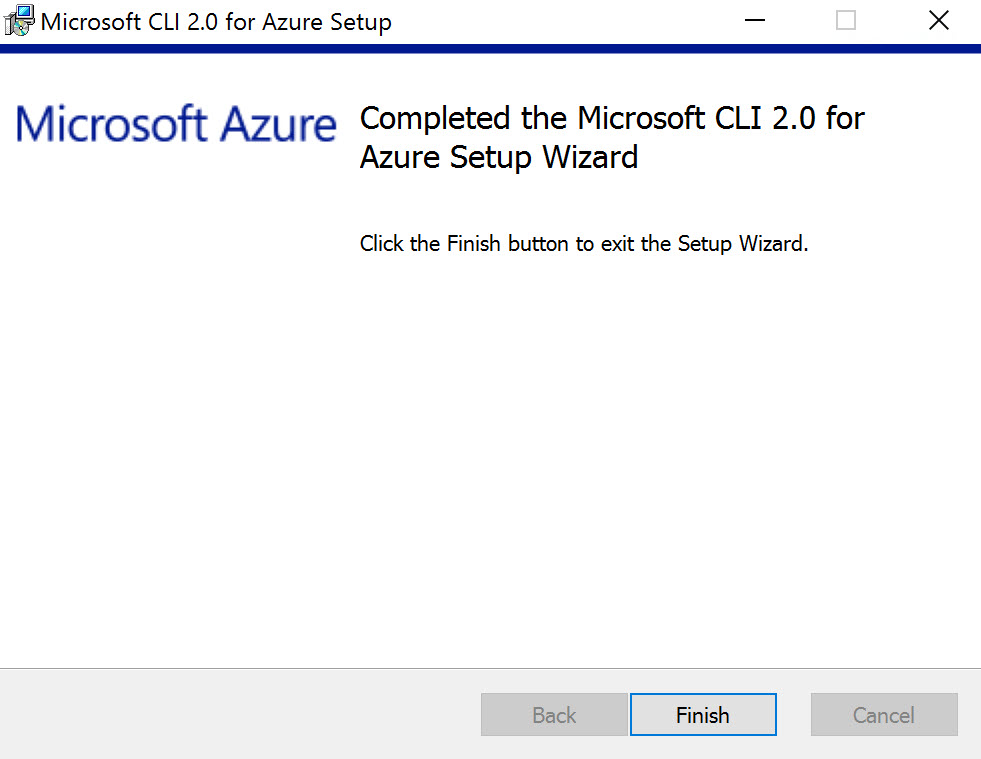 Microsoft CLI 2.0 for Azure Setup
Microsoft Azure
Completed the Microsoft CLI 2.0 for
Azure Setup Wizard
Click the Finish button to exit the Setup Wizard.
Back
Finish
Cancel